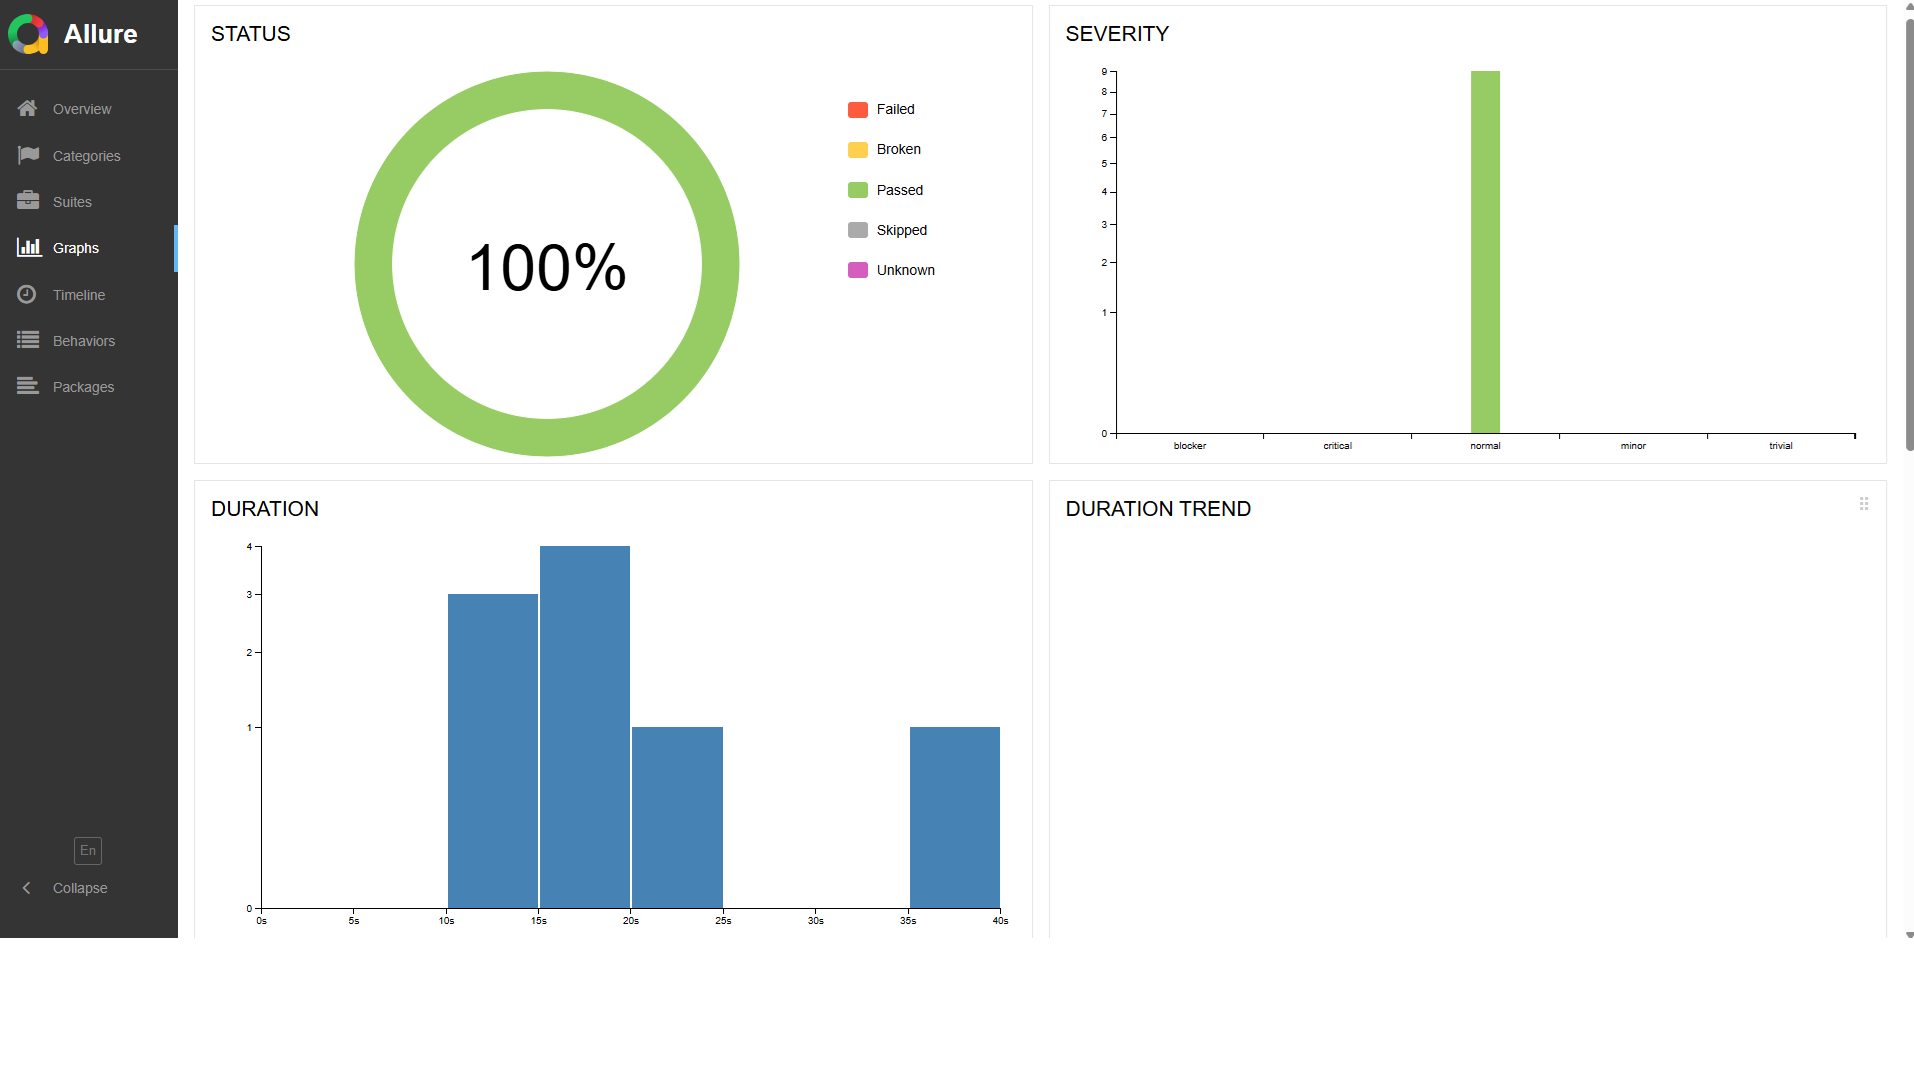 Allure
Overview
Categories
Suites
Graphs
Timeline
Behaviors
Packages
En
Collapse
STATUS
100%
Failed
Broken
Passed
Skipped
Unknown
SEVERITY
9
8
7
6
5
4
3
2
1
0
blocker critical normal minor trivial
DURATION
4
3
2
1
0
0s 5s 10s 15s 20s 25s 30s 35s 40s
DURATION TREND